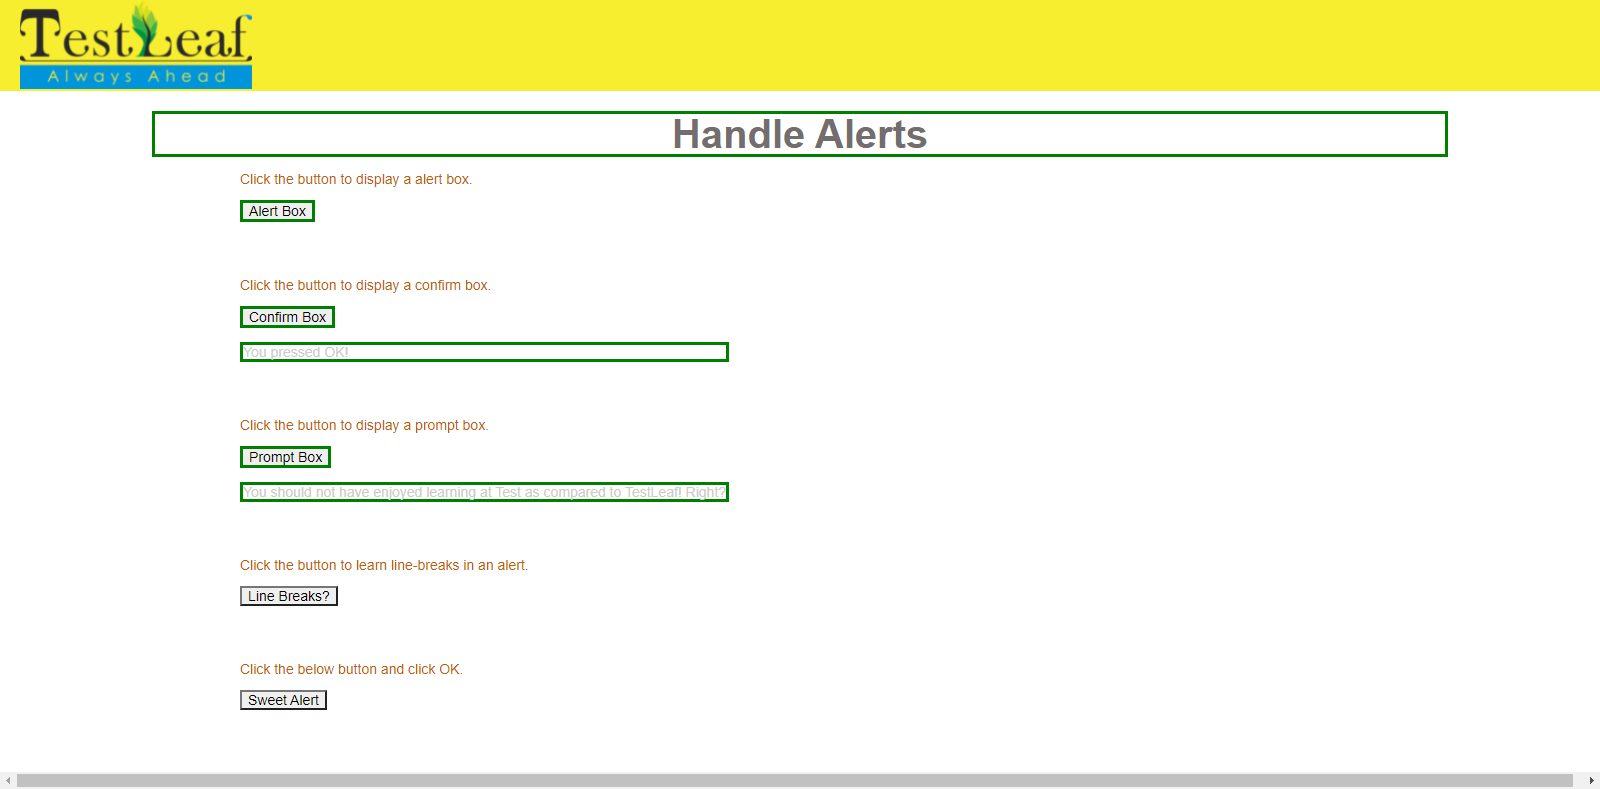 TestLeaf
Always Ahead
Handle Alerts
Click the button to display a alert box.
Alert Box
Click the button to display a confirm box.
Confirm Box
You pressed OK!
Click the button to display a prompt box.
Prompt Box
You should not have enjoyed learning at Test as compared to TestLeaf! Right?
Click the button to learn line-breaks in an alert.
Line Breaks?
Click the below button and click OK.
Sweet Alert